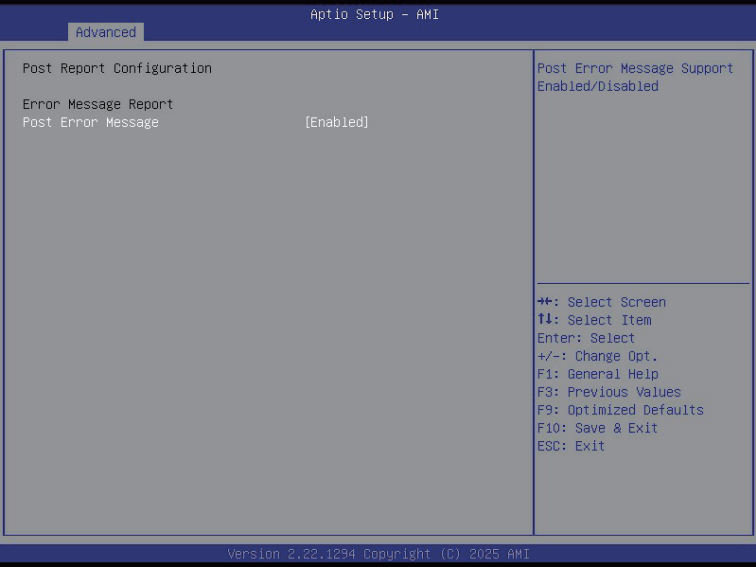 Aptio Setup - AMI
Advanced
Post Report Configuration
Error Message Report
Post Error Message [Enabled]
Post Error Message Support
Enabled/Disabled
→←: Select Screen
↑↓: Select Item
Enter: Select
+/-: Change Opt.
F1: General Help
F3: Previous Values
F9: Optimized Defaults
F10: Save & Exit
ESC: Exit
Version 2.22.1294 Copyright (C) 2025 AMI